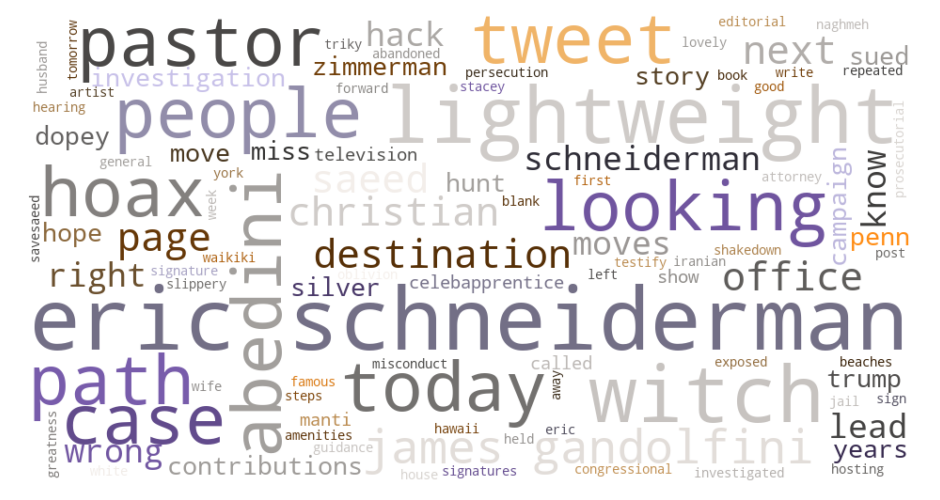 editorial naghmeh
pastor tweet
triky hack lovely next sued
husband tomorrow abandoned
zimmerman persecution story book write repeated
investigation
artist forward stacey good
hearing
people lightweight
dopey
move miss television schneiderman
general york attorney prosecutorial
hoax saeed hunt first
week christian blank looking campaign know
savesaeed hope page destination moves shakedown penn
waikiki testify iranian post
right signature oblivion left show office
slippery silver celebapprentice
abedini
eric schneiderman
misconduct called exposed beaches
path wife famous today away witch trump
steps jail sign
case manti
amenities hawaii held eric lead
greatness wrong guidance james gandolfini years
white contributions house signatures congressional investigated hosting